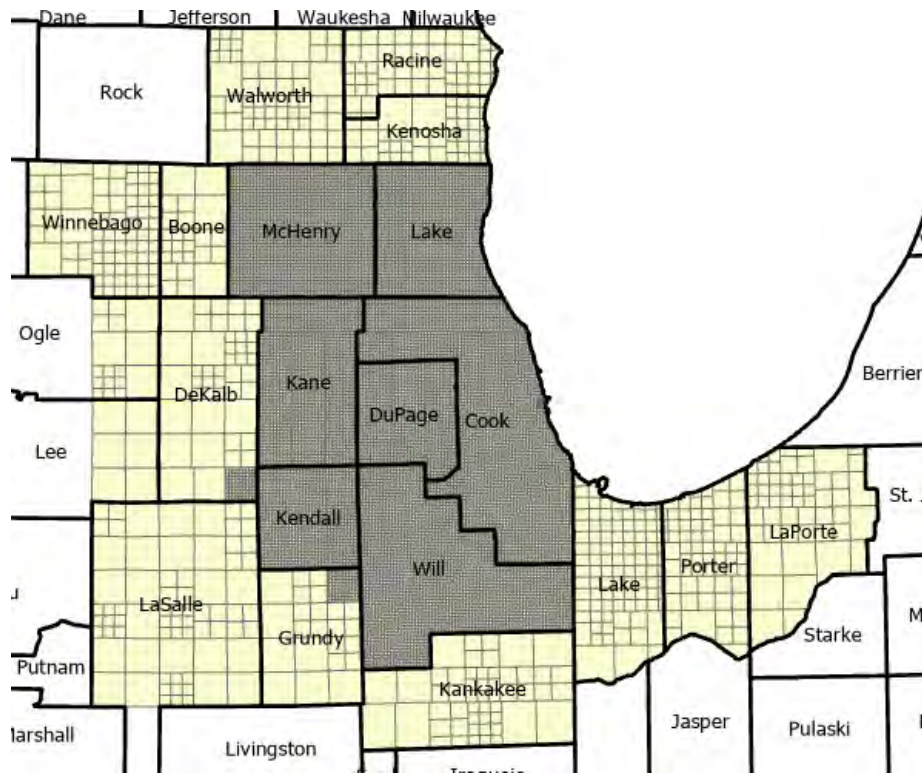 Dane
Jefferson
Waukesha
Milwaukee
Rock
Walworth
Racine
Kenosha
Winnebago
Boone
McHenry
Lake
Ogle
DeKalb
Kane
DuPage
Cook
Berrien
Lee
Kendall
Will
St.
LaPorte
Lake
Porter
LaSalle
Grundy
Starke
Putnam
Kankakee
Jasper
Pulaski
Livingston